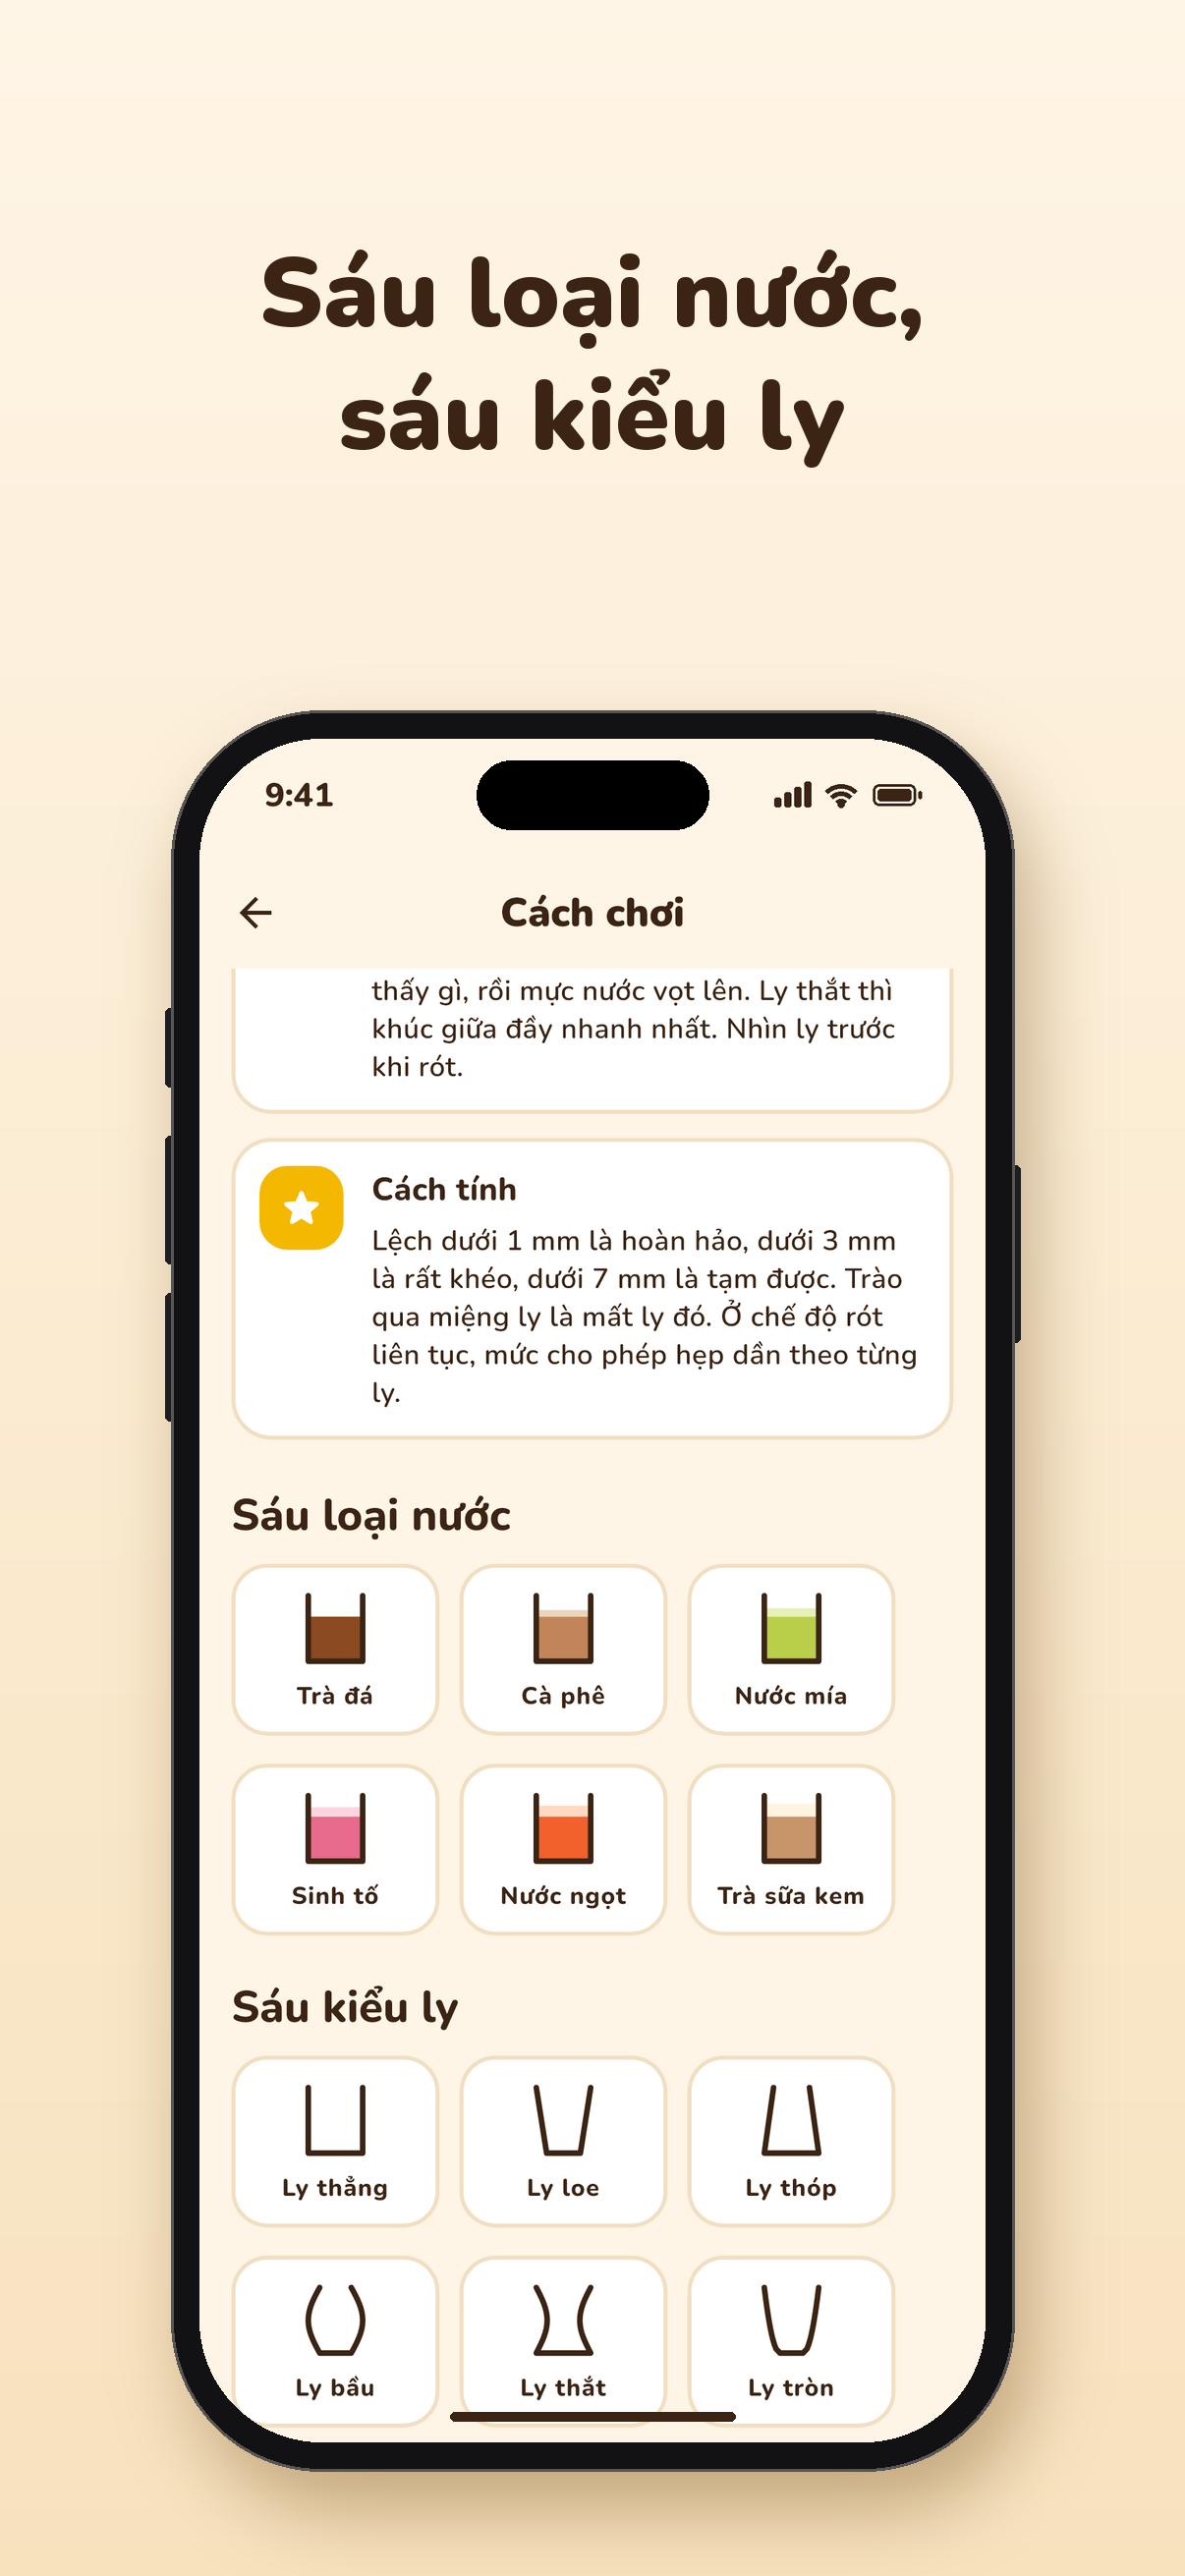 Sáu loại nước,
sáu kiểu ly
9:41
Cách chơi
thấy gì, rồi mực nước vọt lên. Ly thắt thì
khúc giữa đầy nhanh nhất. Nhìn ly trước
khi rót.
Cách tính
Lệch dưới 1 mm là hoàn hảo, dưới 3 mm
là rất khéo, dưới 7 mm là tạm được. Trào
qua miệng ly là mất ly đó. Ở chế độ rót
liên tục, mức cho phép hẹp dần theo từng
ly.
Sáu loại nước
Trà đá
Cà phê
Nước mía
Sinh tố
Nước ngọt
Trà sữa kem
Sáu kiểu ly
Ly thẳng
Ly loe
Ly thóp
Ly bầu
Ly thắt
Ly tròn